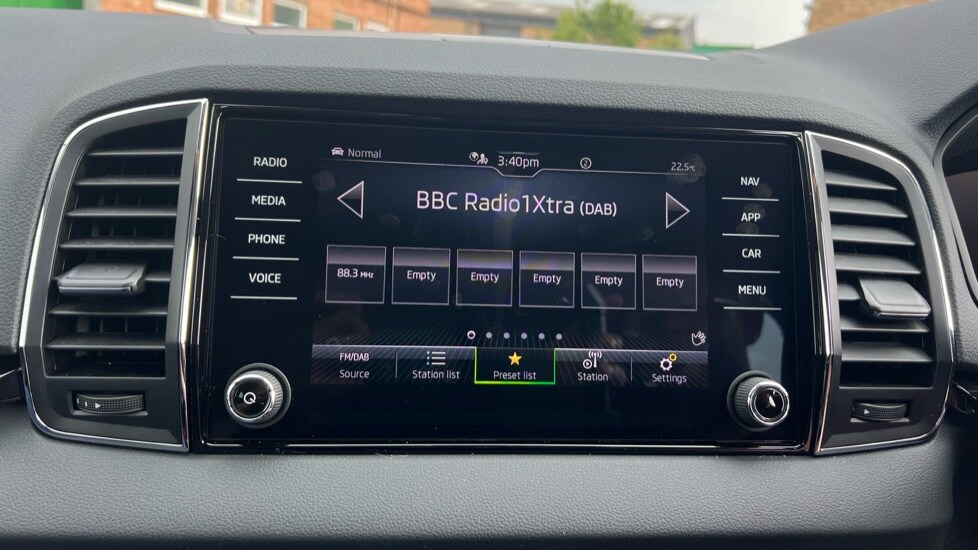 RADIO
MEDIA
PHONE
VOICE
Normal
3:40pm
2
22.5°C
BBC Radio1Xtra (DAB)
88.3 MHz
Empty
Empty
Empty
Empty
Empty
FM/DAB
Source
Station list
Preset list
Station
Settings
NAV
APP
CAR
MENU